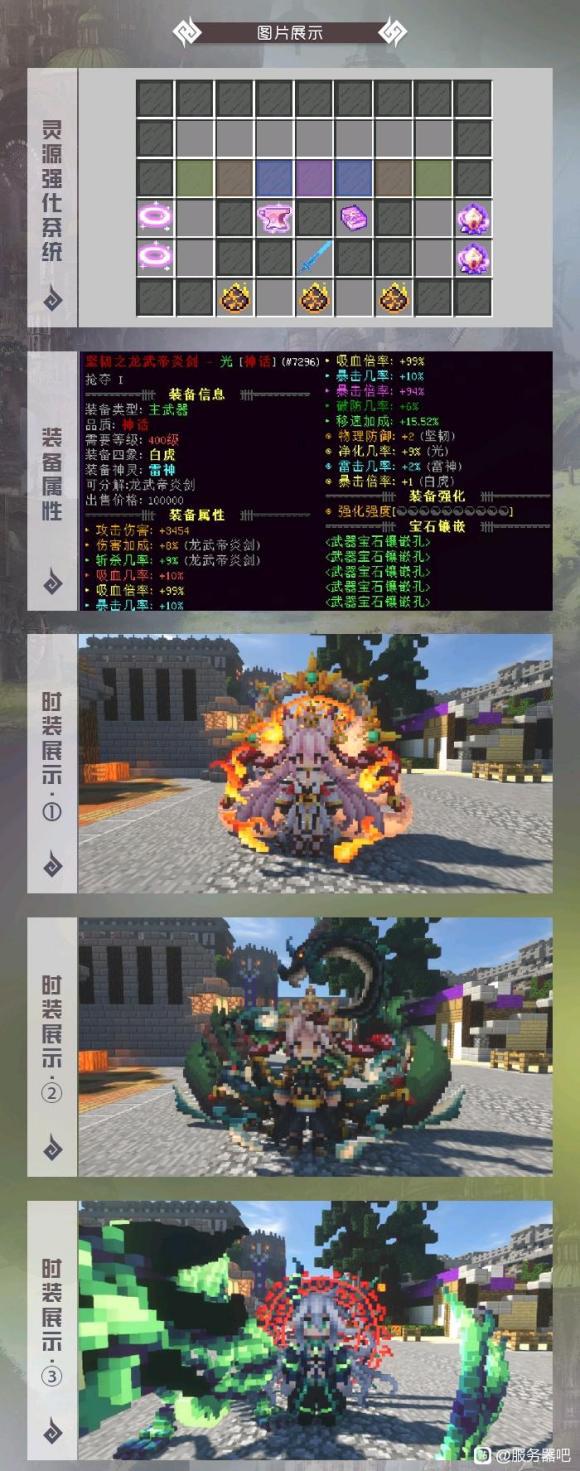 图片展示
灵源强化系统
装备属性
坚韧之龙武帝炎剑 - 光 [神话] (#7296)
抢夺 I
装备信息
装备类型: 主武器
品质: 神话
需要等级: 400级
装备四象: 白虎
装备神灵: 雷神
可分解:龙武帝炎剑
出售价格: 100000
装备属性
攻击伤害: +3454
伤害加成: +8% (龙武帝炎剑)
斩杀几率: +9% (龙武帝炎剑)
吸血几率: +10%
吸血倍率: +99%
暴击几率: +10%
吸血倍率: +99%
暴击几率: +10%
暴击倍率: +94%
破防几率: +6%
移速加成: +15.52%
物理防御: +2 (坚韧)
净化几率: +9% (光)
雷击几率: +2% (雷神)
暴击倍率: +1 (白虎)
装备强化
强化强度[○○○○○○○○○○]
宝石镶嵌
<武器宝石镶嵌孔>
<武器宝石镶嵌孔>
<武器宝石镶嵌孔>
<武器宝石镶嵌孔>
<武器宝石镶嵌孔>
时装展示·①
时装展示·②
时装展示·③
@服务器吧